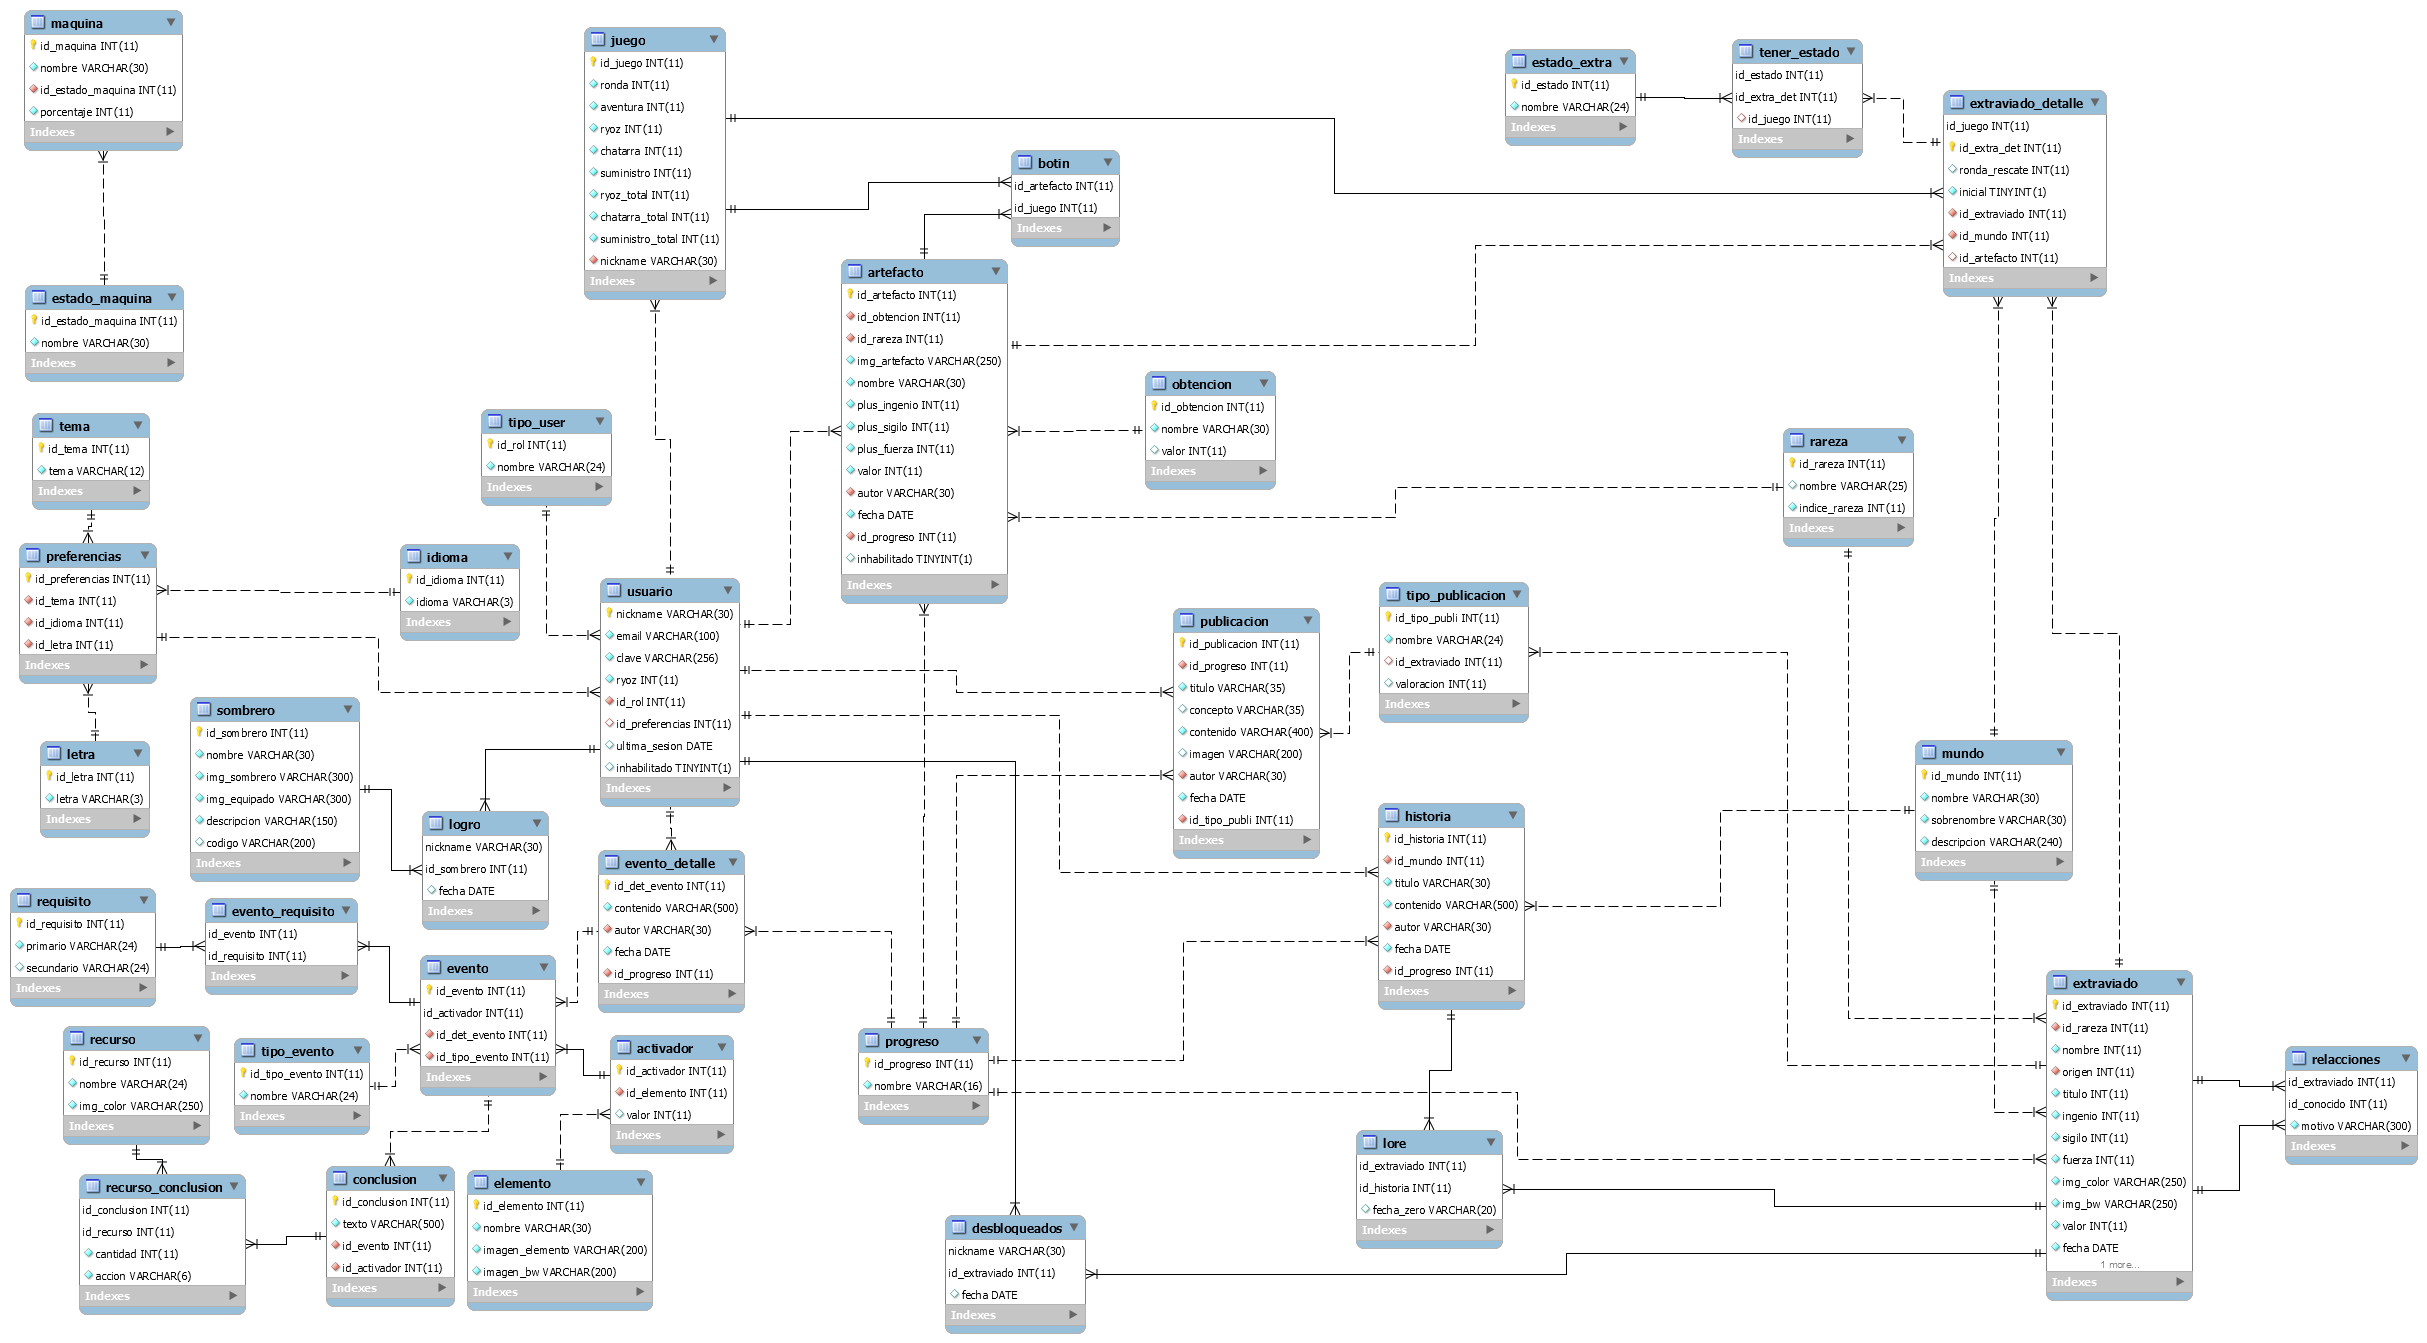 maquina
id_maquina INT(11)
nombre VARCHAR(30)
id_estado_maquina INT(11)
porcentaje INT(11)
Indexes
estado_maquina
id_estado_maquina INT(11)
nombre VARCHAR(30)
Indexes
juego
id_juego INT(11)
ronda INT(11)
aventura INT(11)
ryoz INT(11)
chatarra INT(11)
suministro INT(11)
ryoz_total INT(11)
chatarra_total INT(11)
suministro_total INT(11)
nickname VARCHAR(30)
Indexes
botin
id_artefacto INT(11)
id_juego INT(11)
Indexes
estado_extra
id_estado INT(11)
nombre VARCHAR(24)
Indexes
tener_estado
id_estado INT(11)
id_extra_det INT(11)
id_juego INT(11)
Indexes
extraviado_detalle
id_juego INT(11)
id_extra_det INT(11)
ronda_rescate INT(11)
inicial TINYINT(1)
id_extraviado INT(11)
id_mundo INT(11)
id_artefacto INT(11)
Indexes
artefacto
id_artefacto INT(11)
id_obtencion INT(11)
id_rareza INT(11)
img_artefacto VARCHAR(250)
nombre VARCHAR(30)
plus_ingenio INT(11)
plus_sigilo INT(11)
plus_fuerza INT(11)
valor INT(11)
autor VARCHAR(30)
fecha DATE
id_progreso INT(11)
inhabilitado TINYINT(1)
Indexes
obtencion
id_obtencion INT(11)
nombre VARCHAR(30)
valor INT(11)
Indexes
rareza
id_rareza INT(11)
nombre VARCHAR(25)
indice_rareza INT(11)
Indexes
tema
id_tema INT(11)
tema VARCHAR(12)
Indexes
tipo_user
id_rol INT(11)
nombre VARCHAR(24)
Indexes
preferencias
id_preferencias INT(11)
id_tema INT(11)
id_idioma INT(11)
id_letra INT(11)
Indexes
idioma
id_idioma INT(11)
idioma VARCHAR(3)
Indexes
usuario
nickname VARCHAR(30)
email VARCHAR(100)
clave VARCHAR(256)
ryoz INT(11)
id_rol INT(11)
id_preferencias INT(11)
ultima_sesion DATE
inhabilitado TINYINT(1)
Indexes
publicacion
id_publicacion INT(11)
id_progreso INT(11)
titulo VARCHAR(35)
concepto VARCHAR(35)
contenido VARCHAR(400)
imagen VARCHAR(200)
autor VARCHAR(30)
fecha DATE
id_tipo_publi INT(11)
Indexes
tipo_publicacion
id_tipo_publi INT(11)
nombre VARCHAR(24)
id_extraviado INT(11)
valoracion INT(11)
Indexes
letra
id_letra INT(11)
letra VARCHAR(3)
Indexes
sombrero
id_sombrero INT(11)
nombre VARCHAR(30)
img_sombrero VARCHAR(300)
img_equipado VARCHAR(300)
descripcion VARCHAR(150)
codigo VARCHAR(200)
Indexes
logro
nickname VARCHAR(30)
id_sombrero INT(11)
fecha DATE
Indexes
evento_detalle
id_det_evento INT(11)
contenido VARCHAR(500)
autor VARCHAR(30)
fecha DATE
id_progreso INT(11)
Indexes
historia
id_historia INT(11)
id_mundo INT(11)
titulo VARCHAR(30)
contenido VARCHAR(500)
autor VARCHAR(30)
fecha DATE
id_progreso INT(11)
Indexes
mundo
id_mundo INT(11)
nombre VARCHAR(30)
sobrenombre VARCHAR(30)
descripcion VARCHAR(240)
Indexes
requisito
id_requisito INT(11)
primario VARCHAR(24)
secundario VARCHAR(24)
Indexes
evento_requisito
id_evento INT(11)
id_requisito INT(11)
Indexes
evento
id_evento INT(11)
id_activador INT(11)
id_det_evento INT(11)
id_tipo_evento INT(11)
Indexes
recurso
id_recurso INT(11)
nombre VARCHAR(24)
img_color VARCHAR(250)
Indexes
tipo_evento
id_tipo_evento INT(11)
nombre VARCHAR(24)
Indexes
activador
id_activador INT(11)
id_elemento INT(11)
valor INT(11)
Indexes
progreso
id_progreso INT(11)
nombre VARCHAR(16)
Indexes
extraviado
id_extraviado INT(11)
id_rareza INT(11)
nombre INT(11)
origen INT(11)
titulo INT(11)
ingenio INT(11)
sigilo INT(11)
fuerza INT(11)
img_color VARCHAR(250)
img_bw VARCHAR(250)
valor INT(11)
fecha DATE
1 more...
Indexes
relacciones
id_extraviado INT(11)
id_conocido INT(11)
motivo VARCHAR(300)
Indexes
recurso_conclusion
id_conclusion INT(11)
id_recurso INT(11)
cantidad INT(11)
accion VARCHAR(6)
Indexes
conclusion
id_conclusion INT(11)
texto VARCHAR(500)
id_evento INT(11)
id_activador INT(11)
Indexes
elemento
id_elemento INT(11)
nombre VARCHAR(30)
imagen_elemento VARCHAR(200)
imagen_bw VARCHAR(200)
Indexes
lore
id_extraviado INT(11)
id_historia INT(11)
fecha_zero VARCHAR(20)
Indexes
desbloqueados
nickname VARCHAR(30)
id_extraviado INT(11)
fecha DATE
Indexes